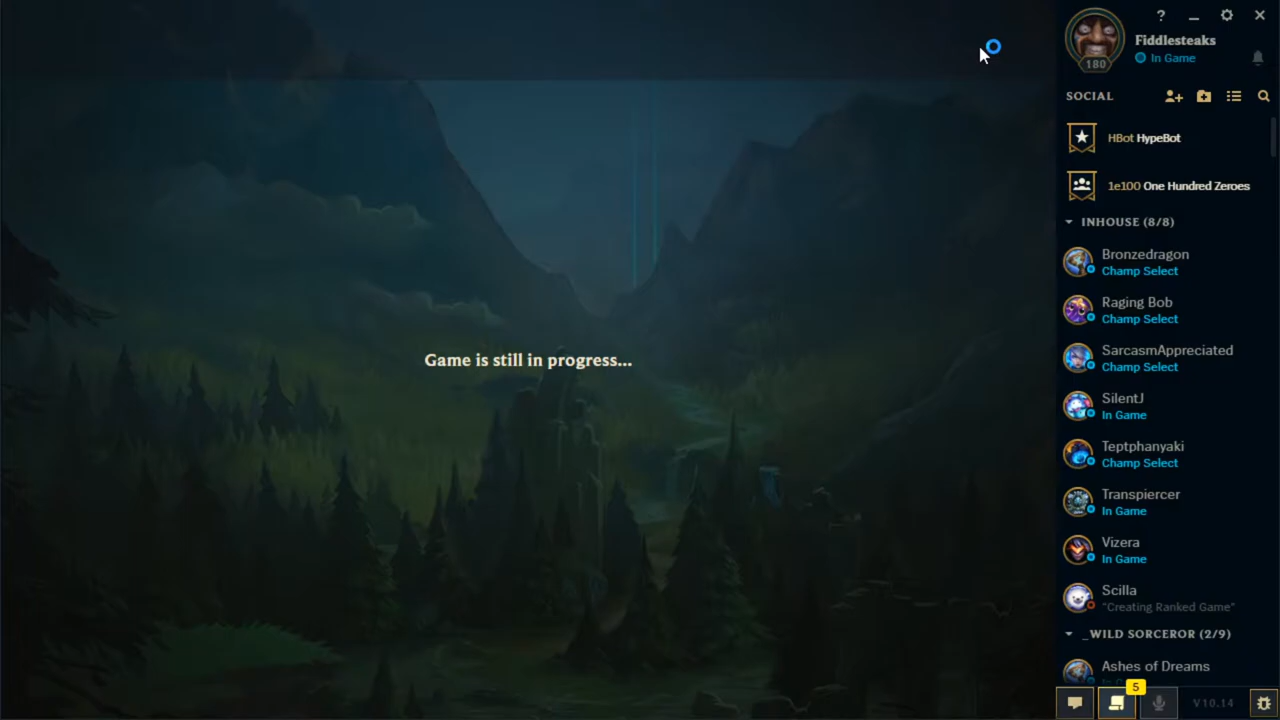 ?
Fiddlesteaks
180
In Game
SOCIAL
HBot HypeBot
1e100 One Hundred Zeroes
INHOUSE (8/8)
Bronzedragon
Champ Select
Raging Bob
Champ Select
SarcasmAppreciated
Champ Select
Game is still in progress...
SilentJ
In Game
Teptphanyaki
Champ Select
Transpiercer
In Game
Vizera
In Game
Scilla
"Creating Ranked Game"
_WILD SORCEROR (2/9)
Ashes of Dreams
In G
5
V10.14